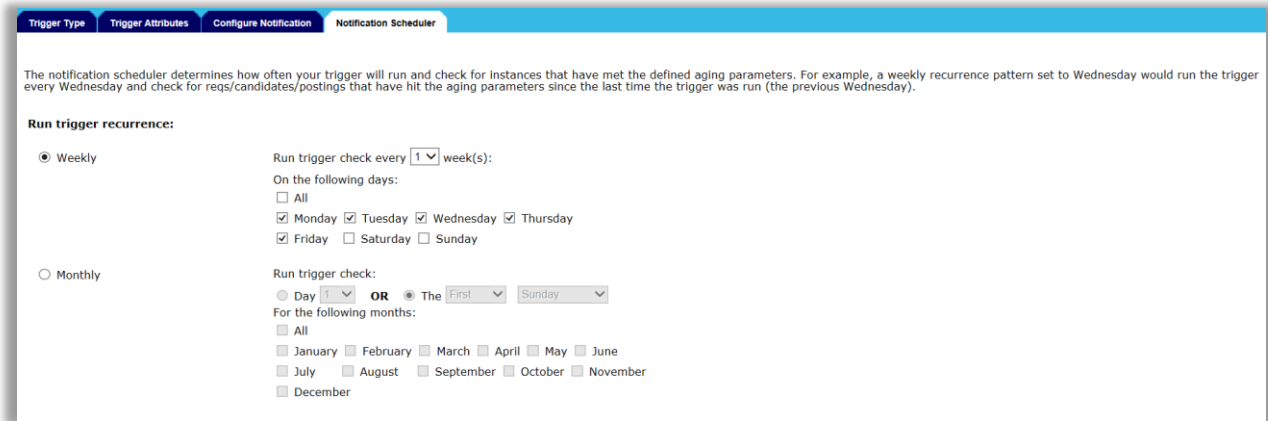 Trigger Type Trigger Attributes Configure Notification Notification Scheduler
The notification scheduler determines how often your trigger will run and check for instances that have met the defined aging parameters. For example, a weekly recurrence pattern set to Wednesday would run the trigger
every Wednesday and check for reqs/candidates/postings that have hit the aging parameters since the last time the trigger was run (the previous Wednesday).
Run trigger recurrence:
Weekly Run trigger check every 1 week(s):
On the following days:
All
Monday Tuesday Wednesday Thursday
Friday Saturday Sunday
Monthly Run trigger check:
Day 1 OR The First Sunday
For the following months:
All
January February March April May June
July August September October November
December